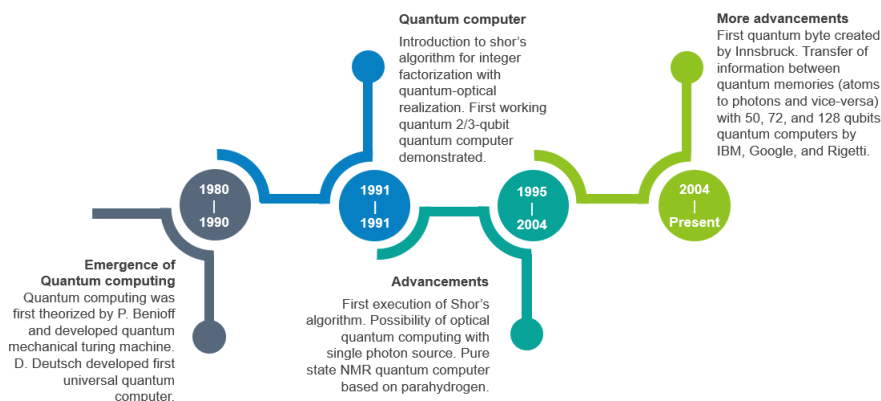 Quantum computer
Introduction to shor's
algorithm for integer
factorization with
quantum-optical
realization. First working
quantum 2/3-qubit
quantum computer
demonstrated.
More advancements
First quantum byte created
by Innsbruck. Transfer of
information between
quantum memories (atoms
to photons and vice-versa)
with 50, 72, and 128 qubits
quantum computers by
IBM, Google, and Rigetti.
1980
|
1990
1991
|
1991
1995
|
2004
2004
|
Present
Emergence of
Quantum computing
Quantum computing was
first theorized by P. Benioff
and developed quantum
mechanical turing machine.
D. Deutsch developed first
universal quantum
computer.
Advancements
First execution of Shor's
algorithm. Possibility of optical
quantum computing with
single photon source. Pure
state NMR quantum computer
based on parahydrogen.